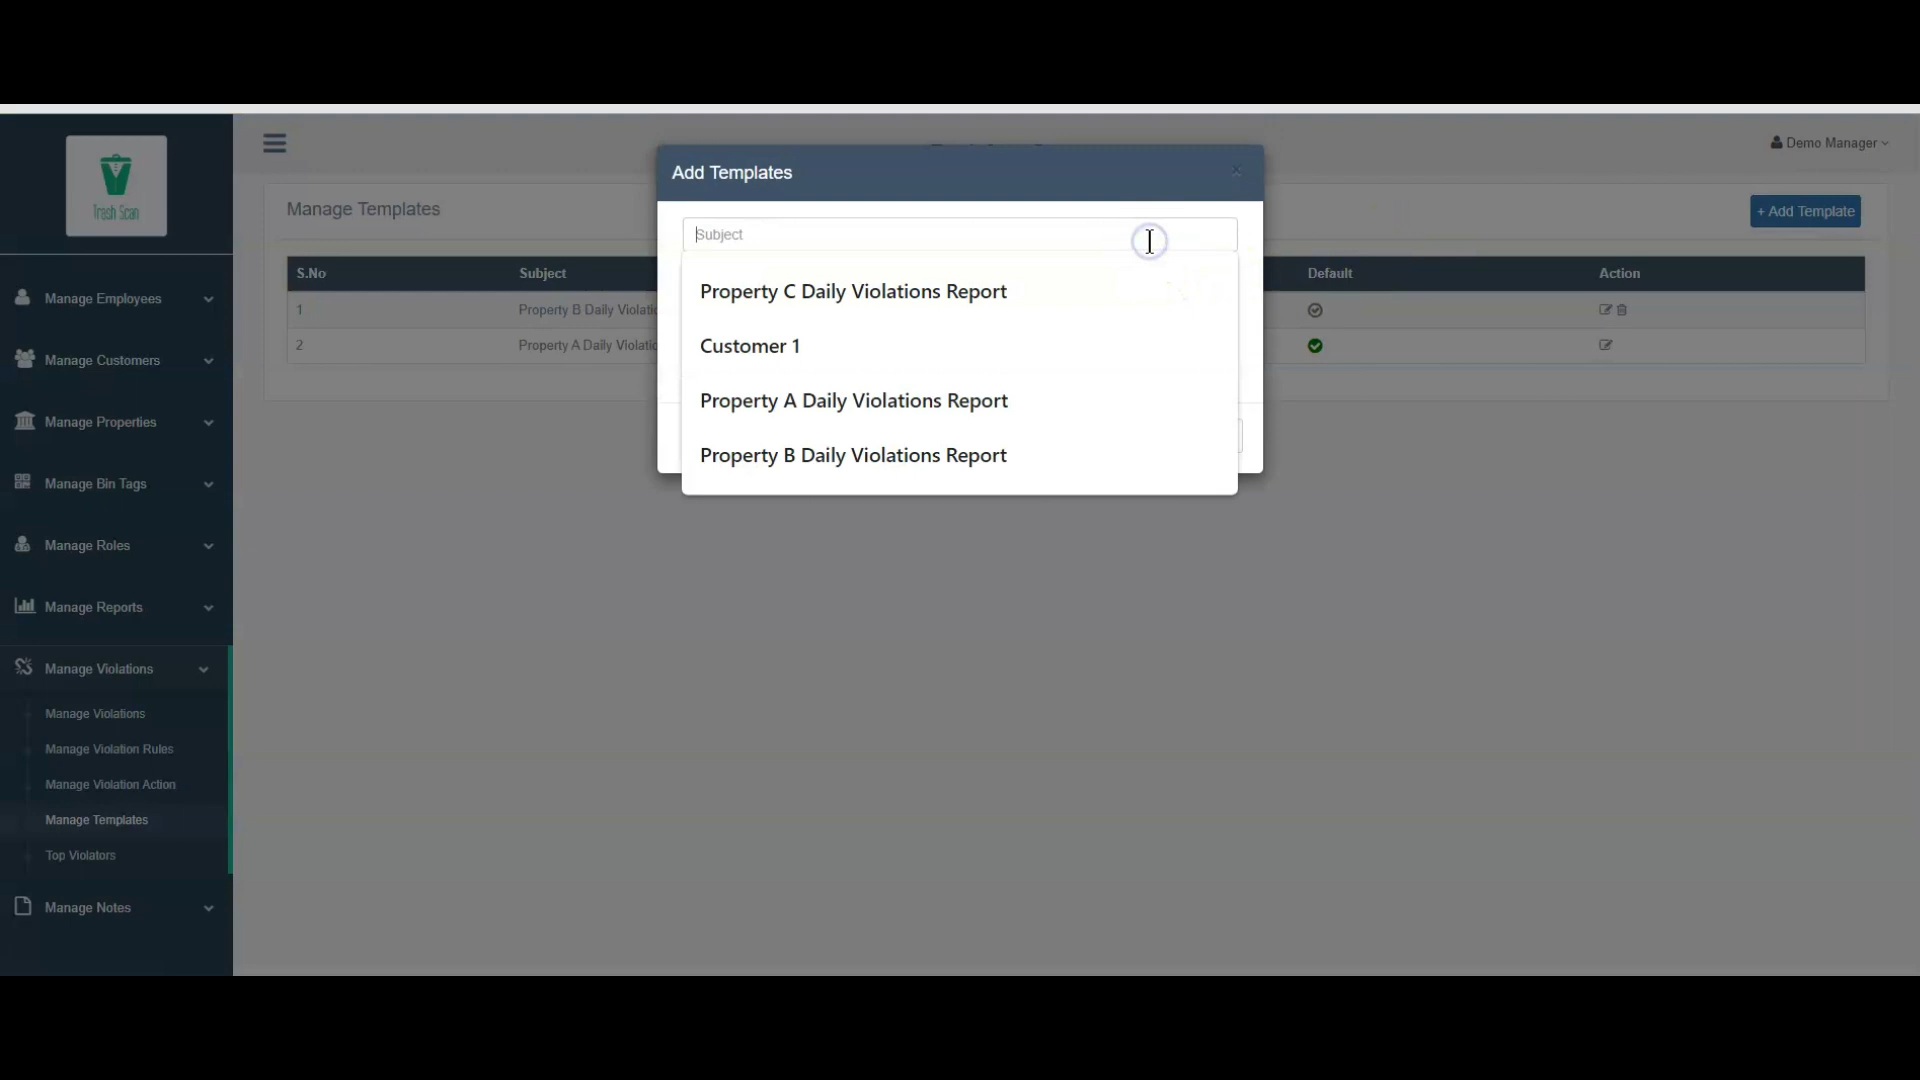 Trash Scan
Demo Manager
Add Templates
Manage Templates
+ Add Template
Subject
S.No
Subject
Default
Action
1
Property B Daily Violatio
2
Property A Daily Violatio
Property C Daily Violations Report
Customer 1
Property A Daily Violations Report
Property B Daily Violations Report
Manage Employees
Manage Customers
Manage Properties
Manage Bin Tags
Manage Roles
Manage Reports
Manage Violations
Manage Violations
Manage Violation Rules
Manage Violation Action
Manage Templates
Top Violators
Manage Notes